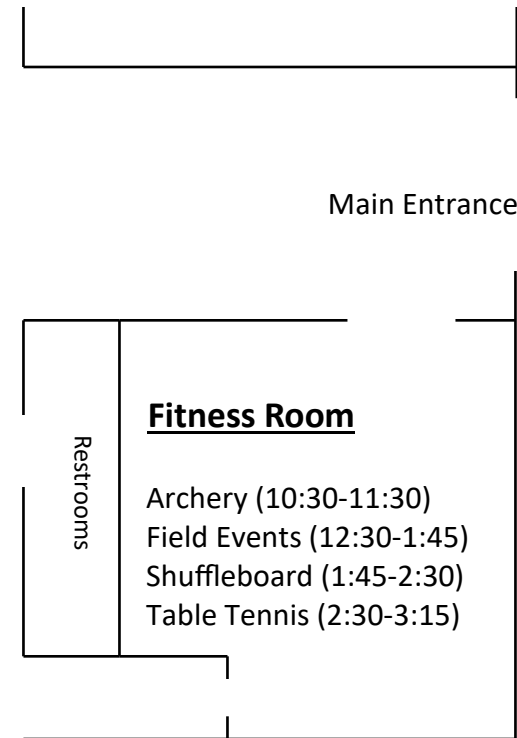 Main Entrance
Fitness Room
Restrooms
Archery (10:30-11:30)
Field Events (12:30-1:45)
Shuffleboard (1:45-2:30)
Table Tennis (2:30-3:15)